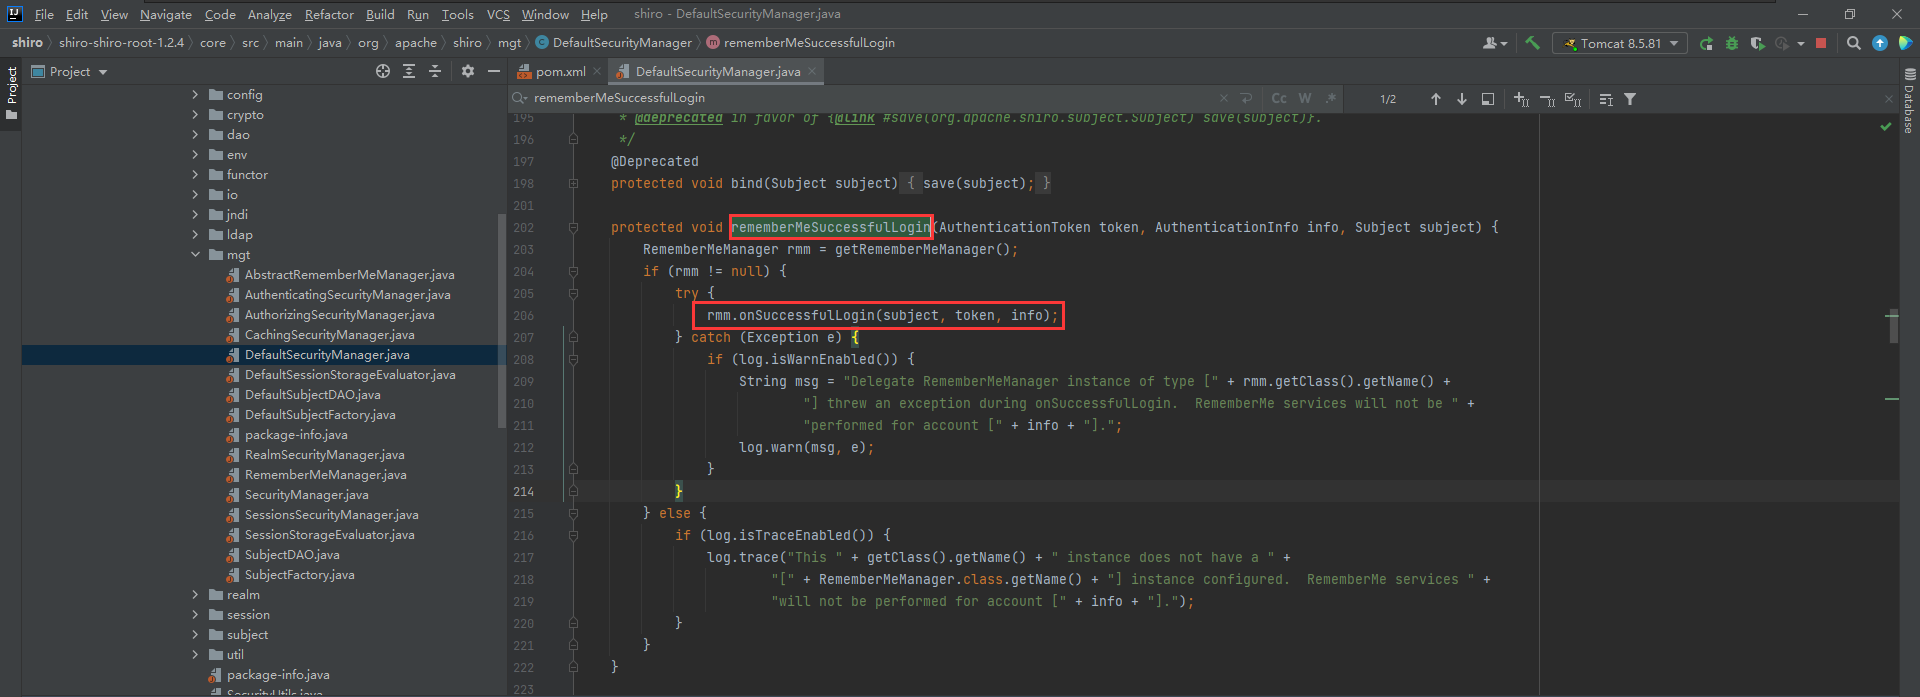 File Edit View Navigate Code Analyze Refactor Build Run Tools VCS Window Help shiro - DefaultSecurityManager.java
shiro shiro-shiro-root-1.2.4 core src main java org apache shiro mgt DefaultSecurityManager rememberMeSuccessfulLogin Tomcat 8.5.81
Project
Project
pom.xml DefaultSecurityManager.java
rememberMeSuccessfulLogin Cc W .* 1/2
Database
config
crypto
dao
env
functor
io
jndi
ldap
mgt
AbstractRememberMeManager.java
AuthenticatingSecurityManager.java
AuthorizingSecurityManager.java
CachingSecurityManager.java
DefaultSecurityManager.java
DefaultSessionStorageEvaluator.java
DefaultSubjectDAO.java
DefaultSubjectFactory.java
package-info.java
RealmSecurityManager.java
RememberMeManager.java
SecurityManager.java
SessionsSecurityManager.java
SessionStorageEvaluator.java
SubjectDAO.java
SubjectFactory.java
realm
session
subject
util
package-info.java
SecurityUtils.java
195 * @deprecated in favor of {@link #save(org.apache.shiro.subject.Subject) save(subject)}.
196 */
197 @Deprecated
198 protected void bind(Subject subject) { save(subject); }
201
202 protected void rememberMeSuccessfulLogin(AuthenticationToken token, AuthenticationInfo info, Subject subject) {
203 RememberMeManager rmm = getRememberMeManager();
204 if (rmm != null) {
205 try {
206 rmm.onSuccessfulLogin(subject, token, info);
207 } catch (Exception e) {
208 if (log.isWarnEnabled()) {
209 String msg = "Delegate RememberMeManager instance of type [" + rmm.getClass().getName() +
210 "] threw an exception during onSuccessfulLogin.  RememberMe services will not be " +
211 "performed for account [" + info + "].";
212 log.warn(msg, e);
213 }
214 }
215 } else {
216 if (log.isTraceEnabled()) {
217 log.trace("This " + getClass().getName() + " instance does not have a " +
218 "[" + RememberMeManager.class.getName() + "] instance configured.  RememberMe services " +
219 "will not be performed for account [" + info + "].");
220 }
221 }
222 }
223